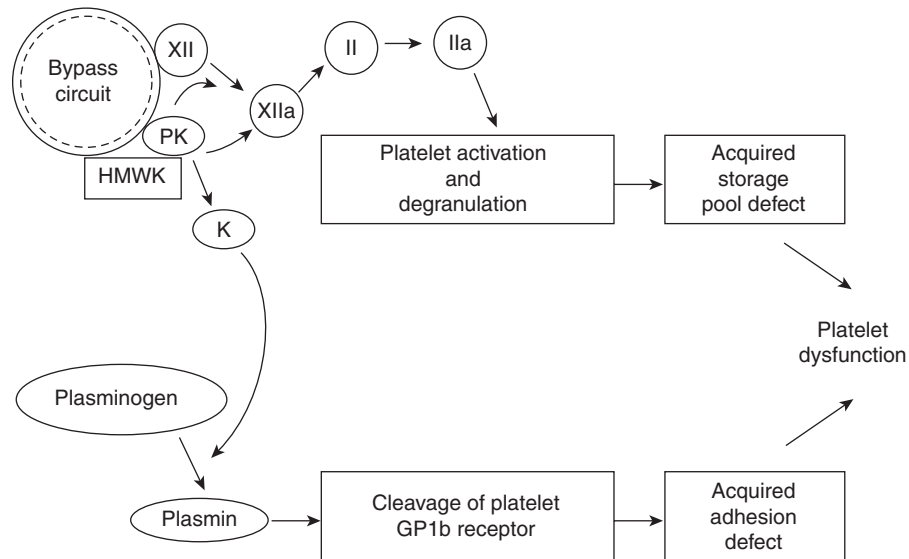 Bypass
circuit
XII
PK
HMWK
XIIa
II
IIa
K
Platelet activation
and
degranulation
Acquired
storage
pool defect
Platelet
dysfunction
Plasminogen
Plasmin
Cleavage of platelet
GP1b receptor
Acquired
adhesion
defect